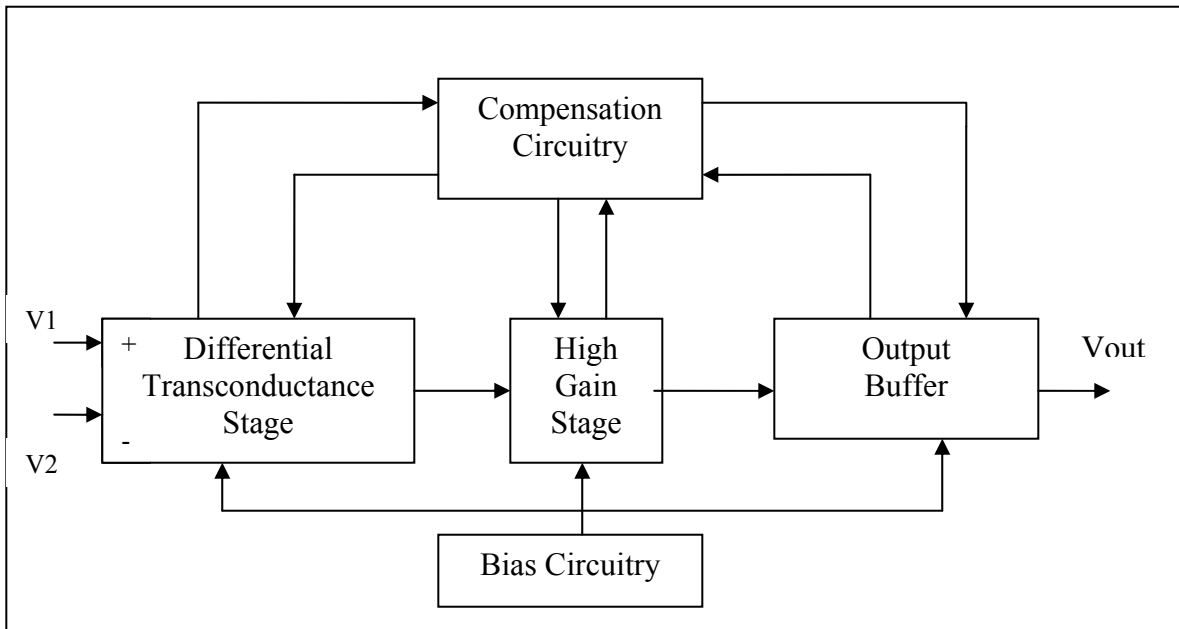 Compensation
Circuitry
V1
+
Differential
Transconductance
Stage
-
V2
High
Gain
Stage
Output
Buffer
Vout
Bias Circuitry